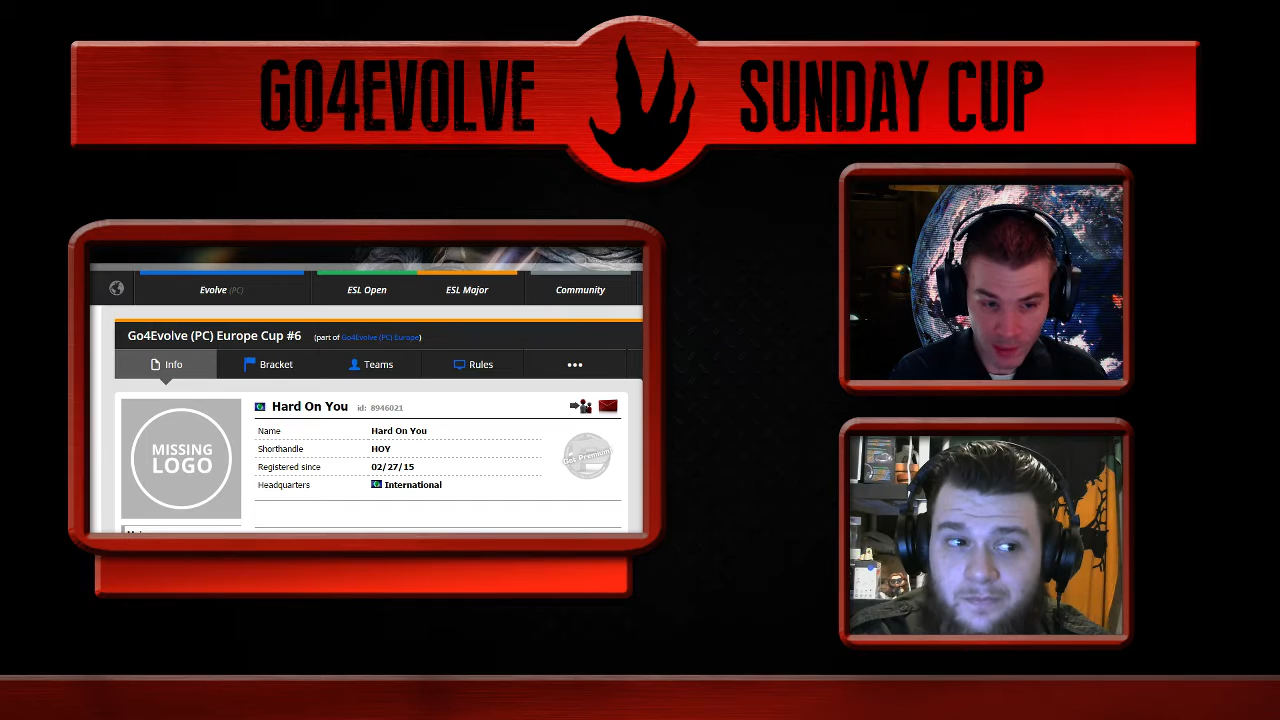 GO4EVOLVE SUNDAY CUP
Evolve (PC) ESL Open ESL Major Community
Go4Evolve (PC) Europe Cup #6 (part of Go4Evolve (PC) Europe)
Info Bracket Teams Rules •••
MISSING LOGO
Hard On You id: 8946021
Name Hard On You
Shorthandle HOY
Registered since 02/27/15
Headquarters International
Get Premium